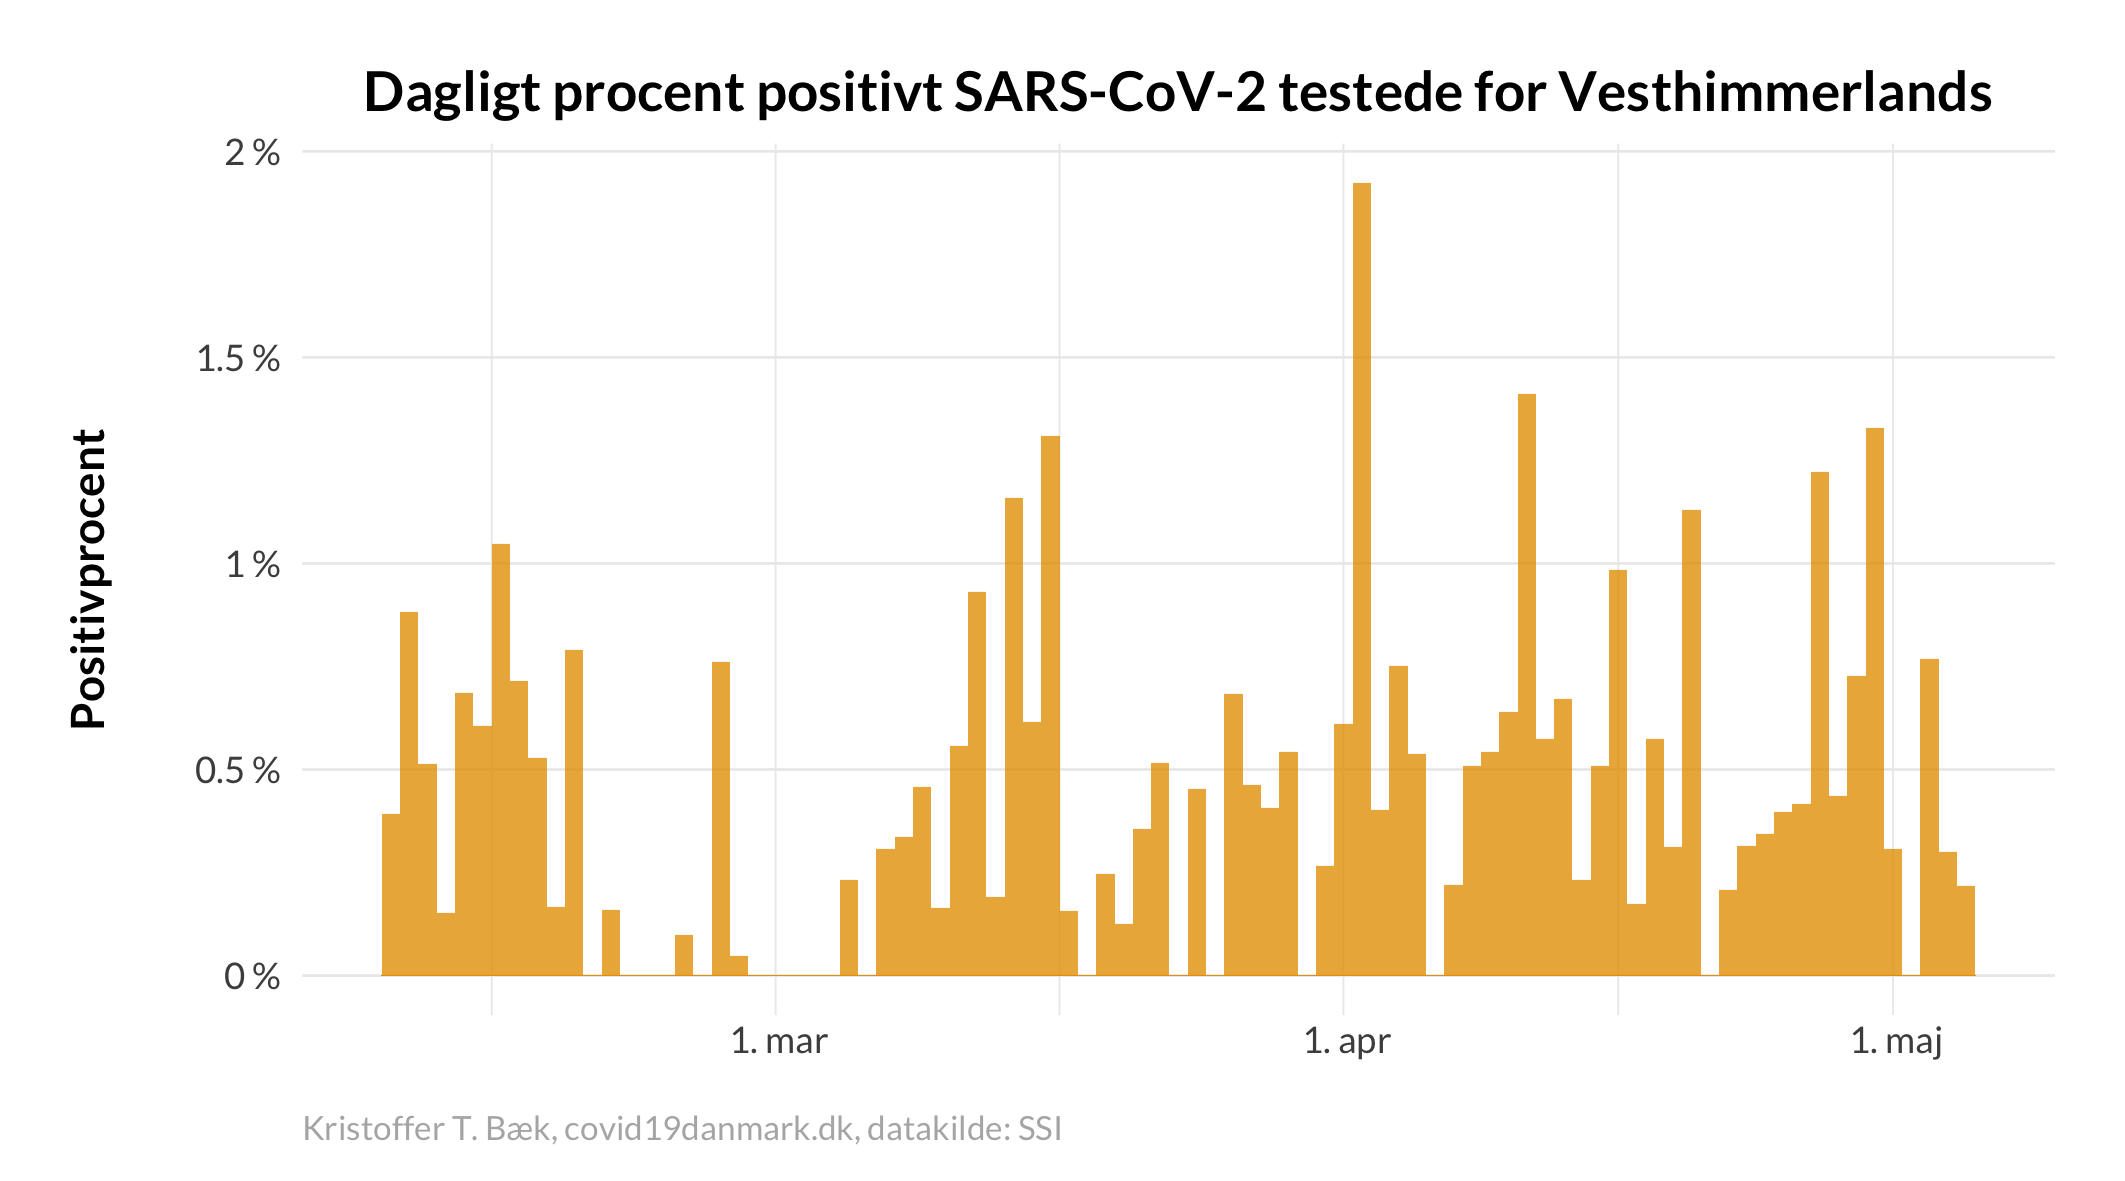 Dagligt procent positivt SARS-CoV-2 testede for Vesthimmerlands
2 %
1.5 %
1 %
0.5 %
0 %
Positivprocent
1. mar
1. apr
1. maj
Kristoffer T. Bæk, covid19danmark.dk, datakilde: SSI